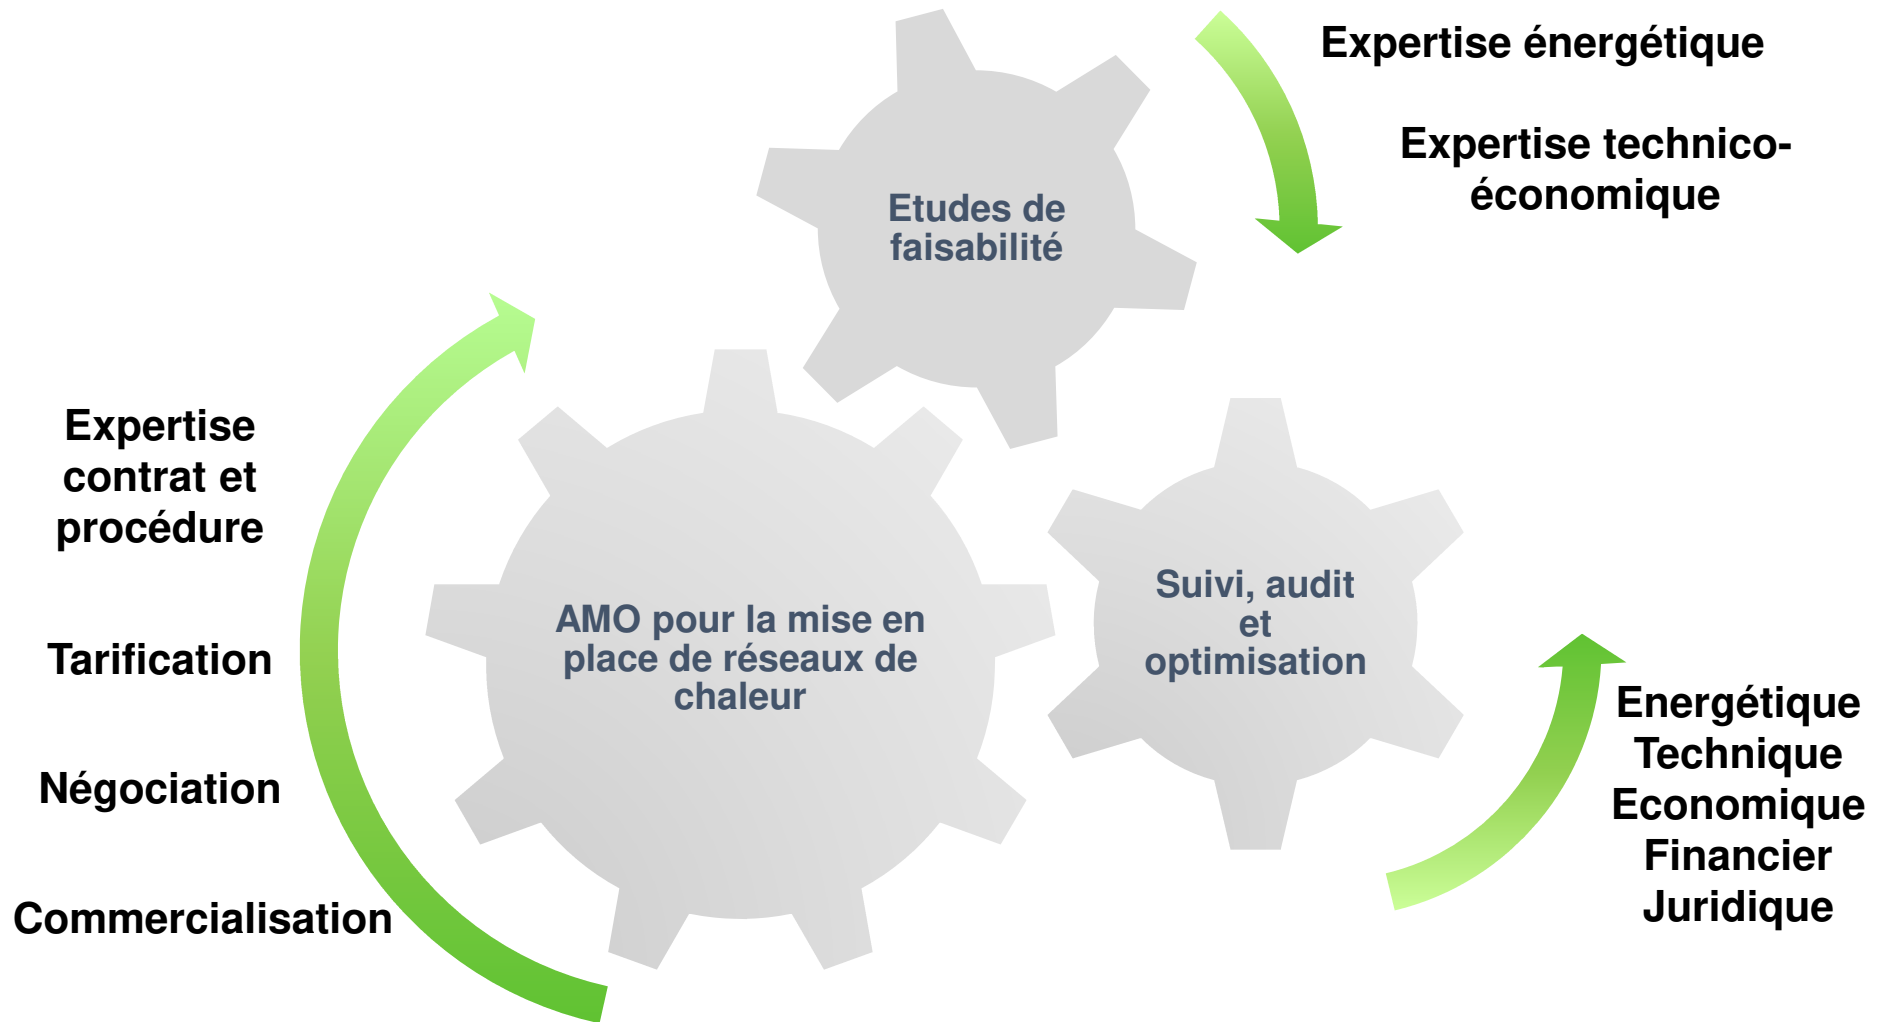 Expertise énergétique
Expertise technico-
économique
Etudes de
faisabilité
Expertise
contrat et
procédure
Tarification
Négociation
Commercialisation
AMO pour la mise en
place de réseaux de
chaleur
Suivi, audit
et
optimisation
Energétique
Technique
Economique
Financier
Juridique